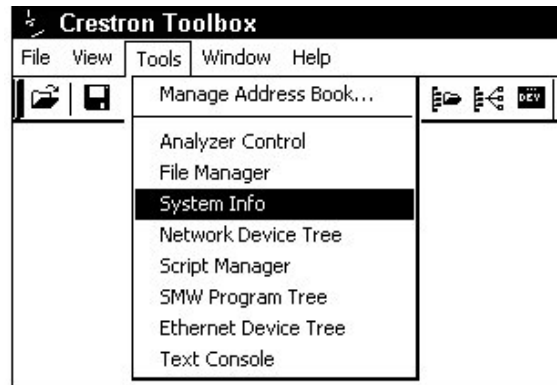 Crestron Toolbox
File View Tools Window Help
Manage Address Book...
Analyzer Control
File Manager
System Info
Network Device Tree
Script Manager
SMW Program Tree
Ethernet Device Tree
Text Console
DEV